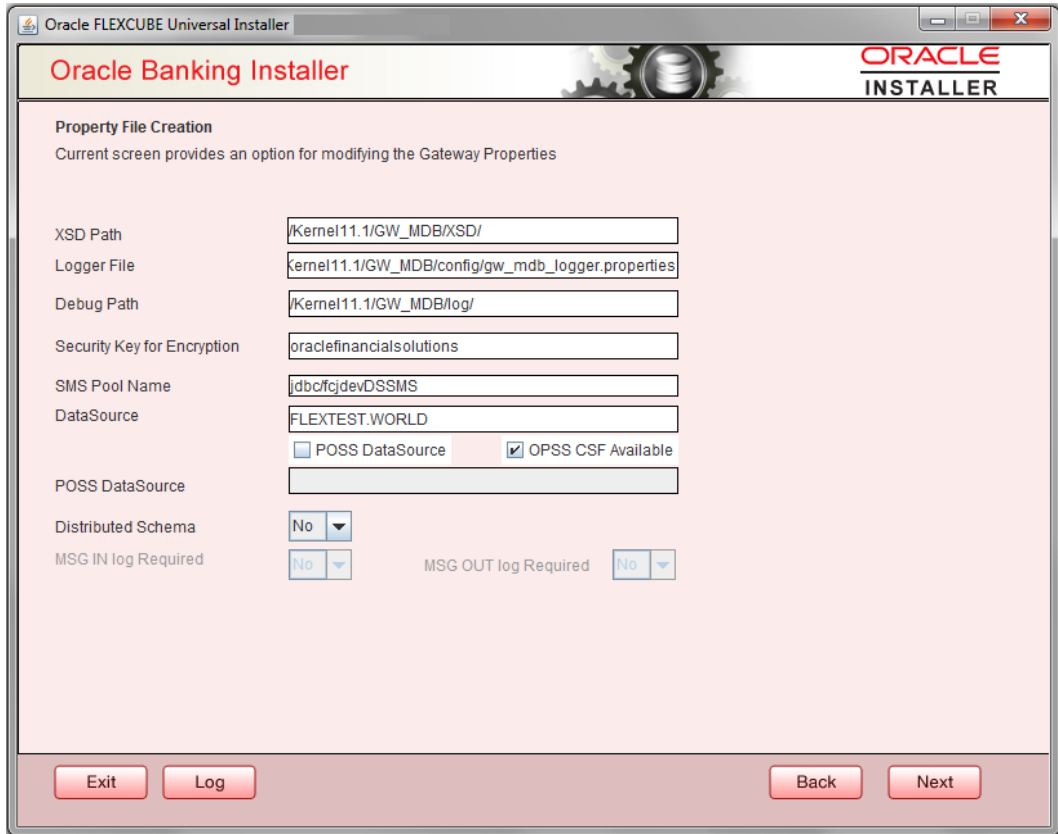 Oracle FLEXCUBE Universal Installer
Oracle Banking Installer
ORACLE
INSTALLER
Property File Creation
Current screen provides an option for modifying the Gateway Properties
XSD Path /Kernel11.1/GW_MDB/XSD/
Logger File Kernel11.1/GW_MDB/config/gw_mdb_logger.properties
Debug Path /Kernel11.1/GW_MDB/log/
Security Key for Encryption oraclefinancialsolutions
SMS Pool Name jdbc/fcjdevDSSMS
DataSource FLEXTEST.WORLD
POSS DataSource OPSS CSF Available
POSS DataSource
Distributed Schema No
MSG IN log Required No MSG OUT log Required No
Exit Log Back Next